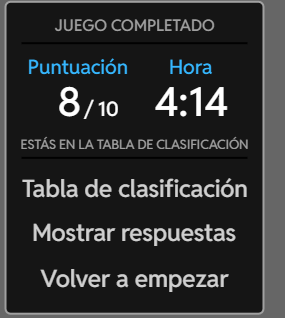 JUEGO COMPLETADO
Puntuación Hora
8/10 4:14
ESTÁS EN LA TABLA DE CLASIFICACIÓN
Tabla de clasificación
Mostrar respuestas
Volver a empezar